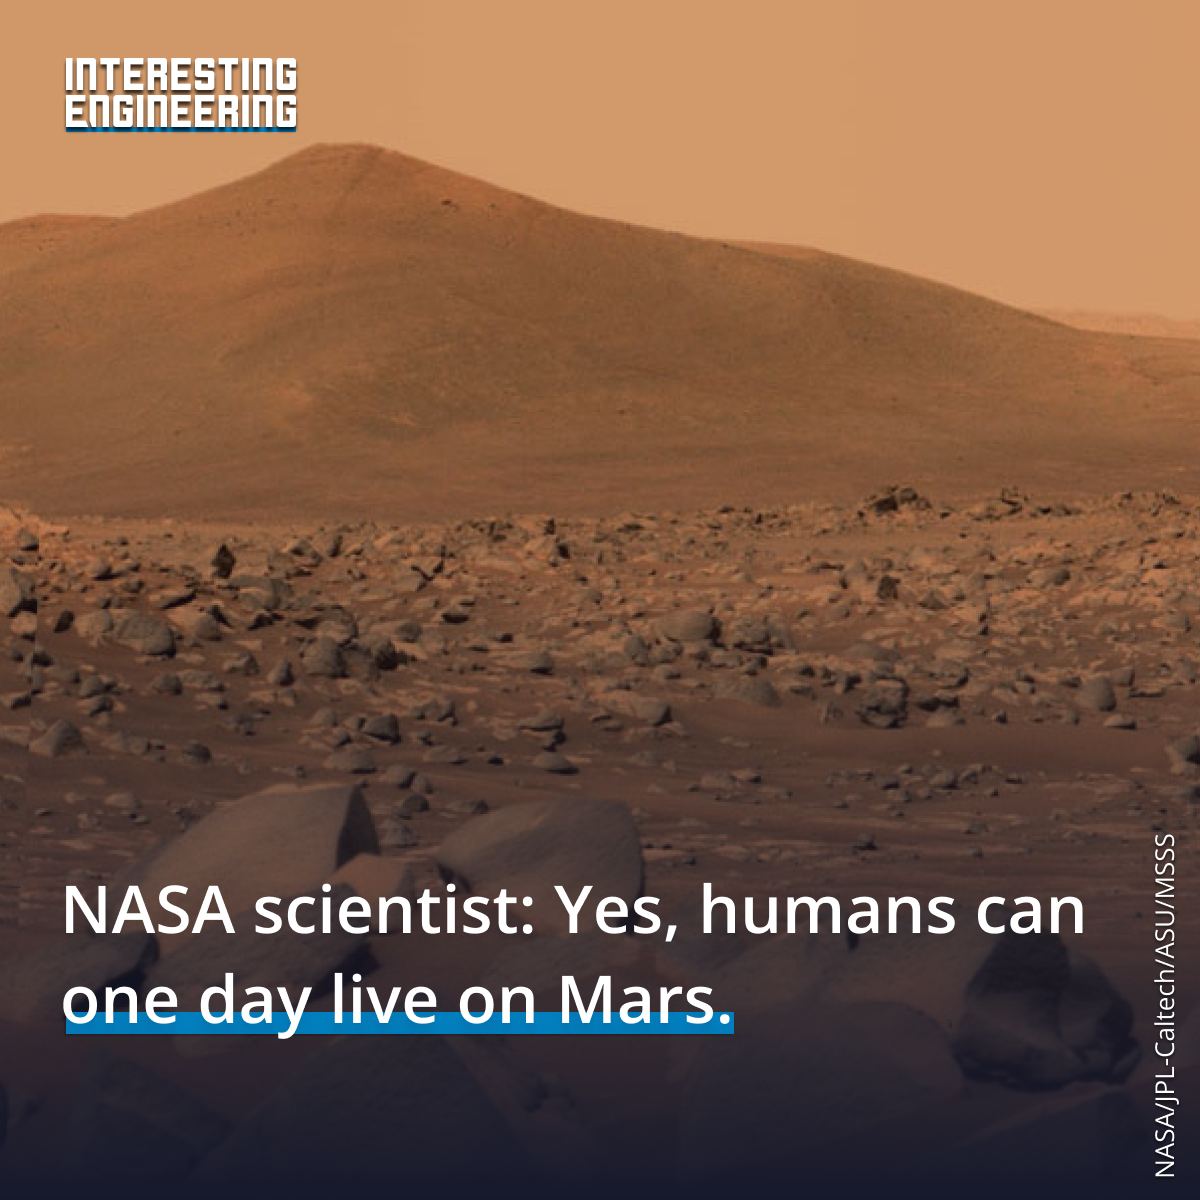 INTERESTING
ENGINEERING
NASA scientist: Yes, humans can
one day live on Mars.
NASA/JPL-Caltech/ASU/MSSS